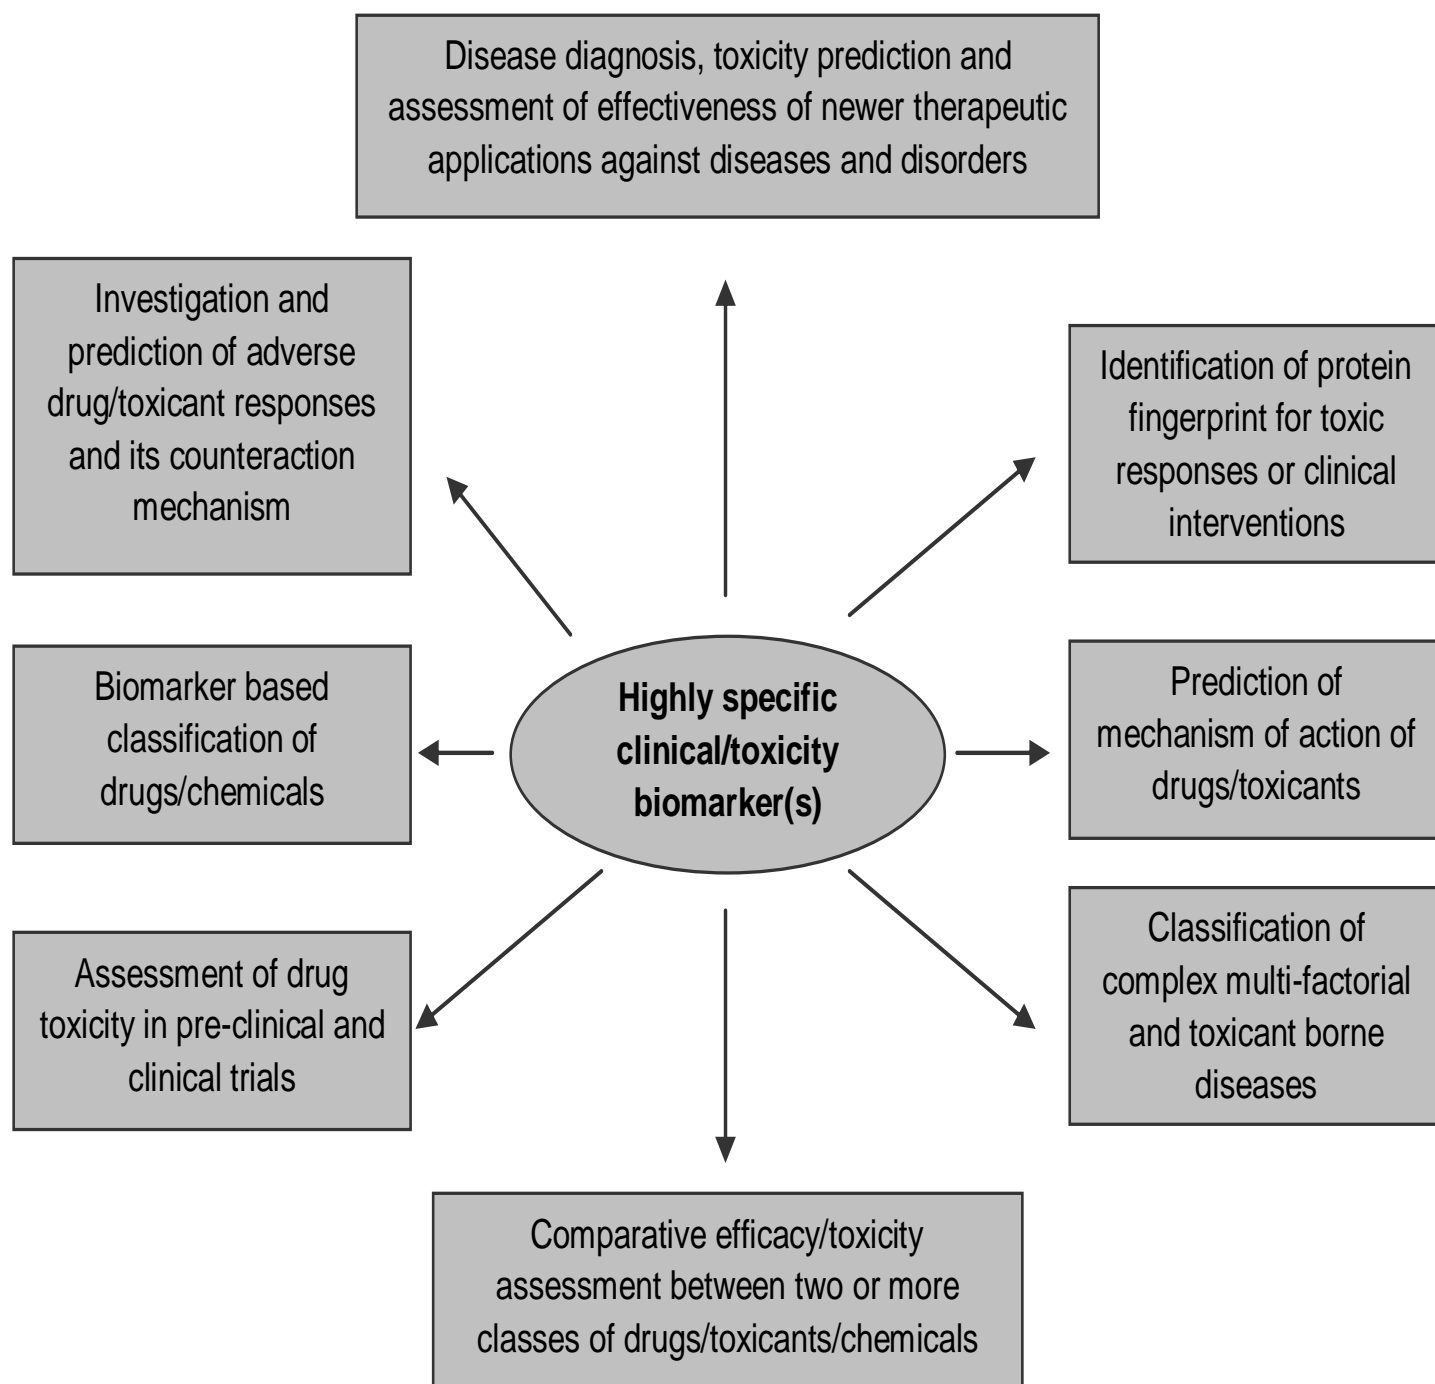 Disease diagnosis, toxicity prediction and
assessment of effectiveness of newer therapeutic
applications against diseases and disorders
Investigation and
prediction of adverse
drug/toxicant responses
and its counteraction
mechanism
Identification of protein
fingerprint for toxic
responses or clinical
interventions
Biomarker based
classification of
drugs/chemicals
Highly specific
clinical/toxicity
biomarker(s)
Prediction of
mechanism of action of
drugs/toxicants
Assessment of drug
toxicity in pre-clinical and
clinical trials
Classification of
complex multi-factorial
and toxicant borne
diseases
Comparative efficacy/toxicity
assessment between two or more
classes of drugs/toxicants/chemicals